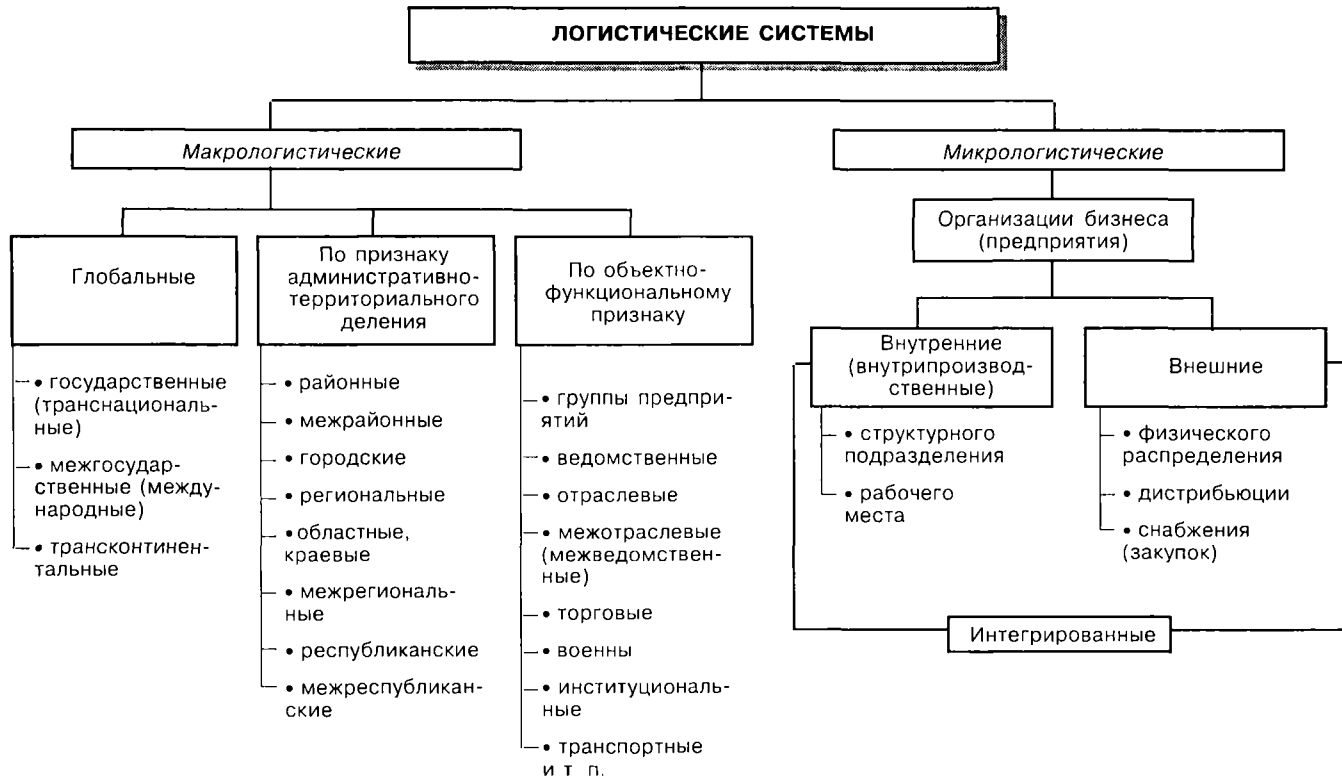 ЛОГИСТИЧЕСКИЕ СИСТЕМЫ
Макрологистические
Глобальные
• государственные
(транснациональ-
ные)
• межгосудар-
ственные (между-
народные)
• трансконтинен-
тальные
По признаку
административно-
территориального
деления
• районные
• межрайонные
• городские
• региональные
• областные,
краевые
• межрегиональ-
ные
• республиканские
• межреспубликан-
ские
По объектно-
функциональному
признаку
• группы предпри-
ятий
• ведомственные
• отраслевые
• межотраслевые
(межведомствен-
ные)
• торговые
• военны
• институциональ-
ные
• транспортные
и т п.
Микрологистические
Организации бизнеса
(предприятия)
Внутренние
(внутрипроизвод-
ственные)
• структурного
подразделения
• рабочего
места
Внешние
• физического
распределения
• дистрибьюции
• снабжения
(закупок)
Интегрированные